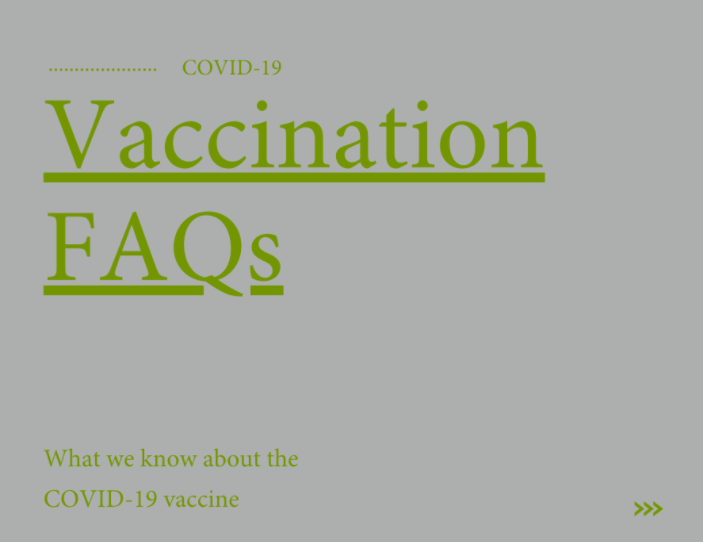 COVID-19
Vaccination
FAQs
What we know about the
COVID-19 vaccine